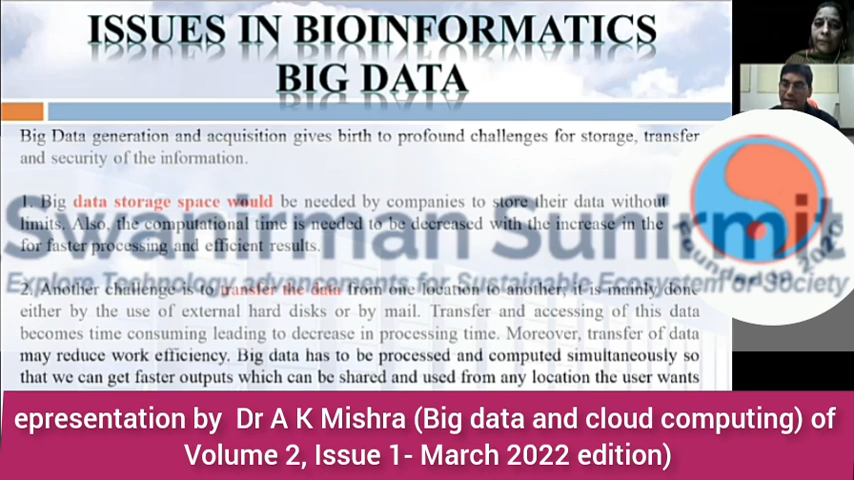 ISSUES IN BIOINFORMATICS
BIG DATA
Big Data generation and acquisition gives birth to profound challenges for storage, transfer
and security of the information.
1. Big data storage space would be needed by companies to store their data without
limits. Also, the computational time is needed to be decreased with the increase in the
for faster processing and efficient results.
Swanirman Sunirmit
Explore Technology advancements for Sustainable Ecosystem of Society
Founder 2020
2. Another challenge is to transfer the data from one location to another; it is mainly done
either by the use of external hard disks or by mail. Transfer and accessing of this data
becomes time consuming leading to decrease in processing time. Moreover, transfer of data
may reduce work efficiency. Big data has to be processed and computed simultaneously so
that we can get faster outputs which can be shared and used from any location the user wants
epresentation by Dr A K Mishra (Big data and cloud computing) of
Volume 2, Issue 1- March 2022 edition)